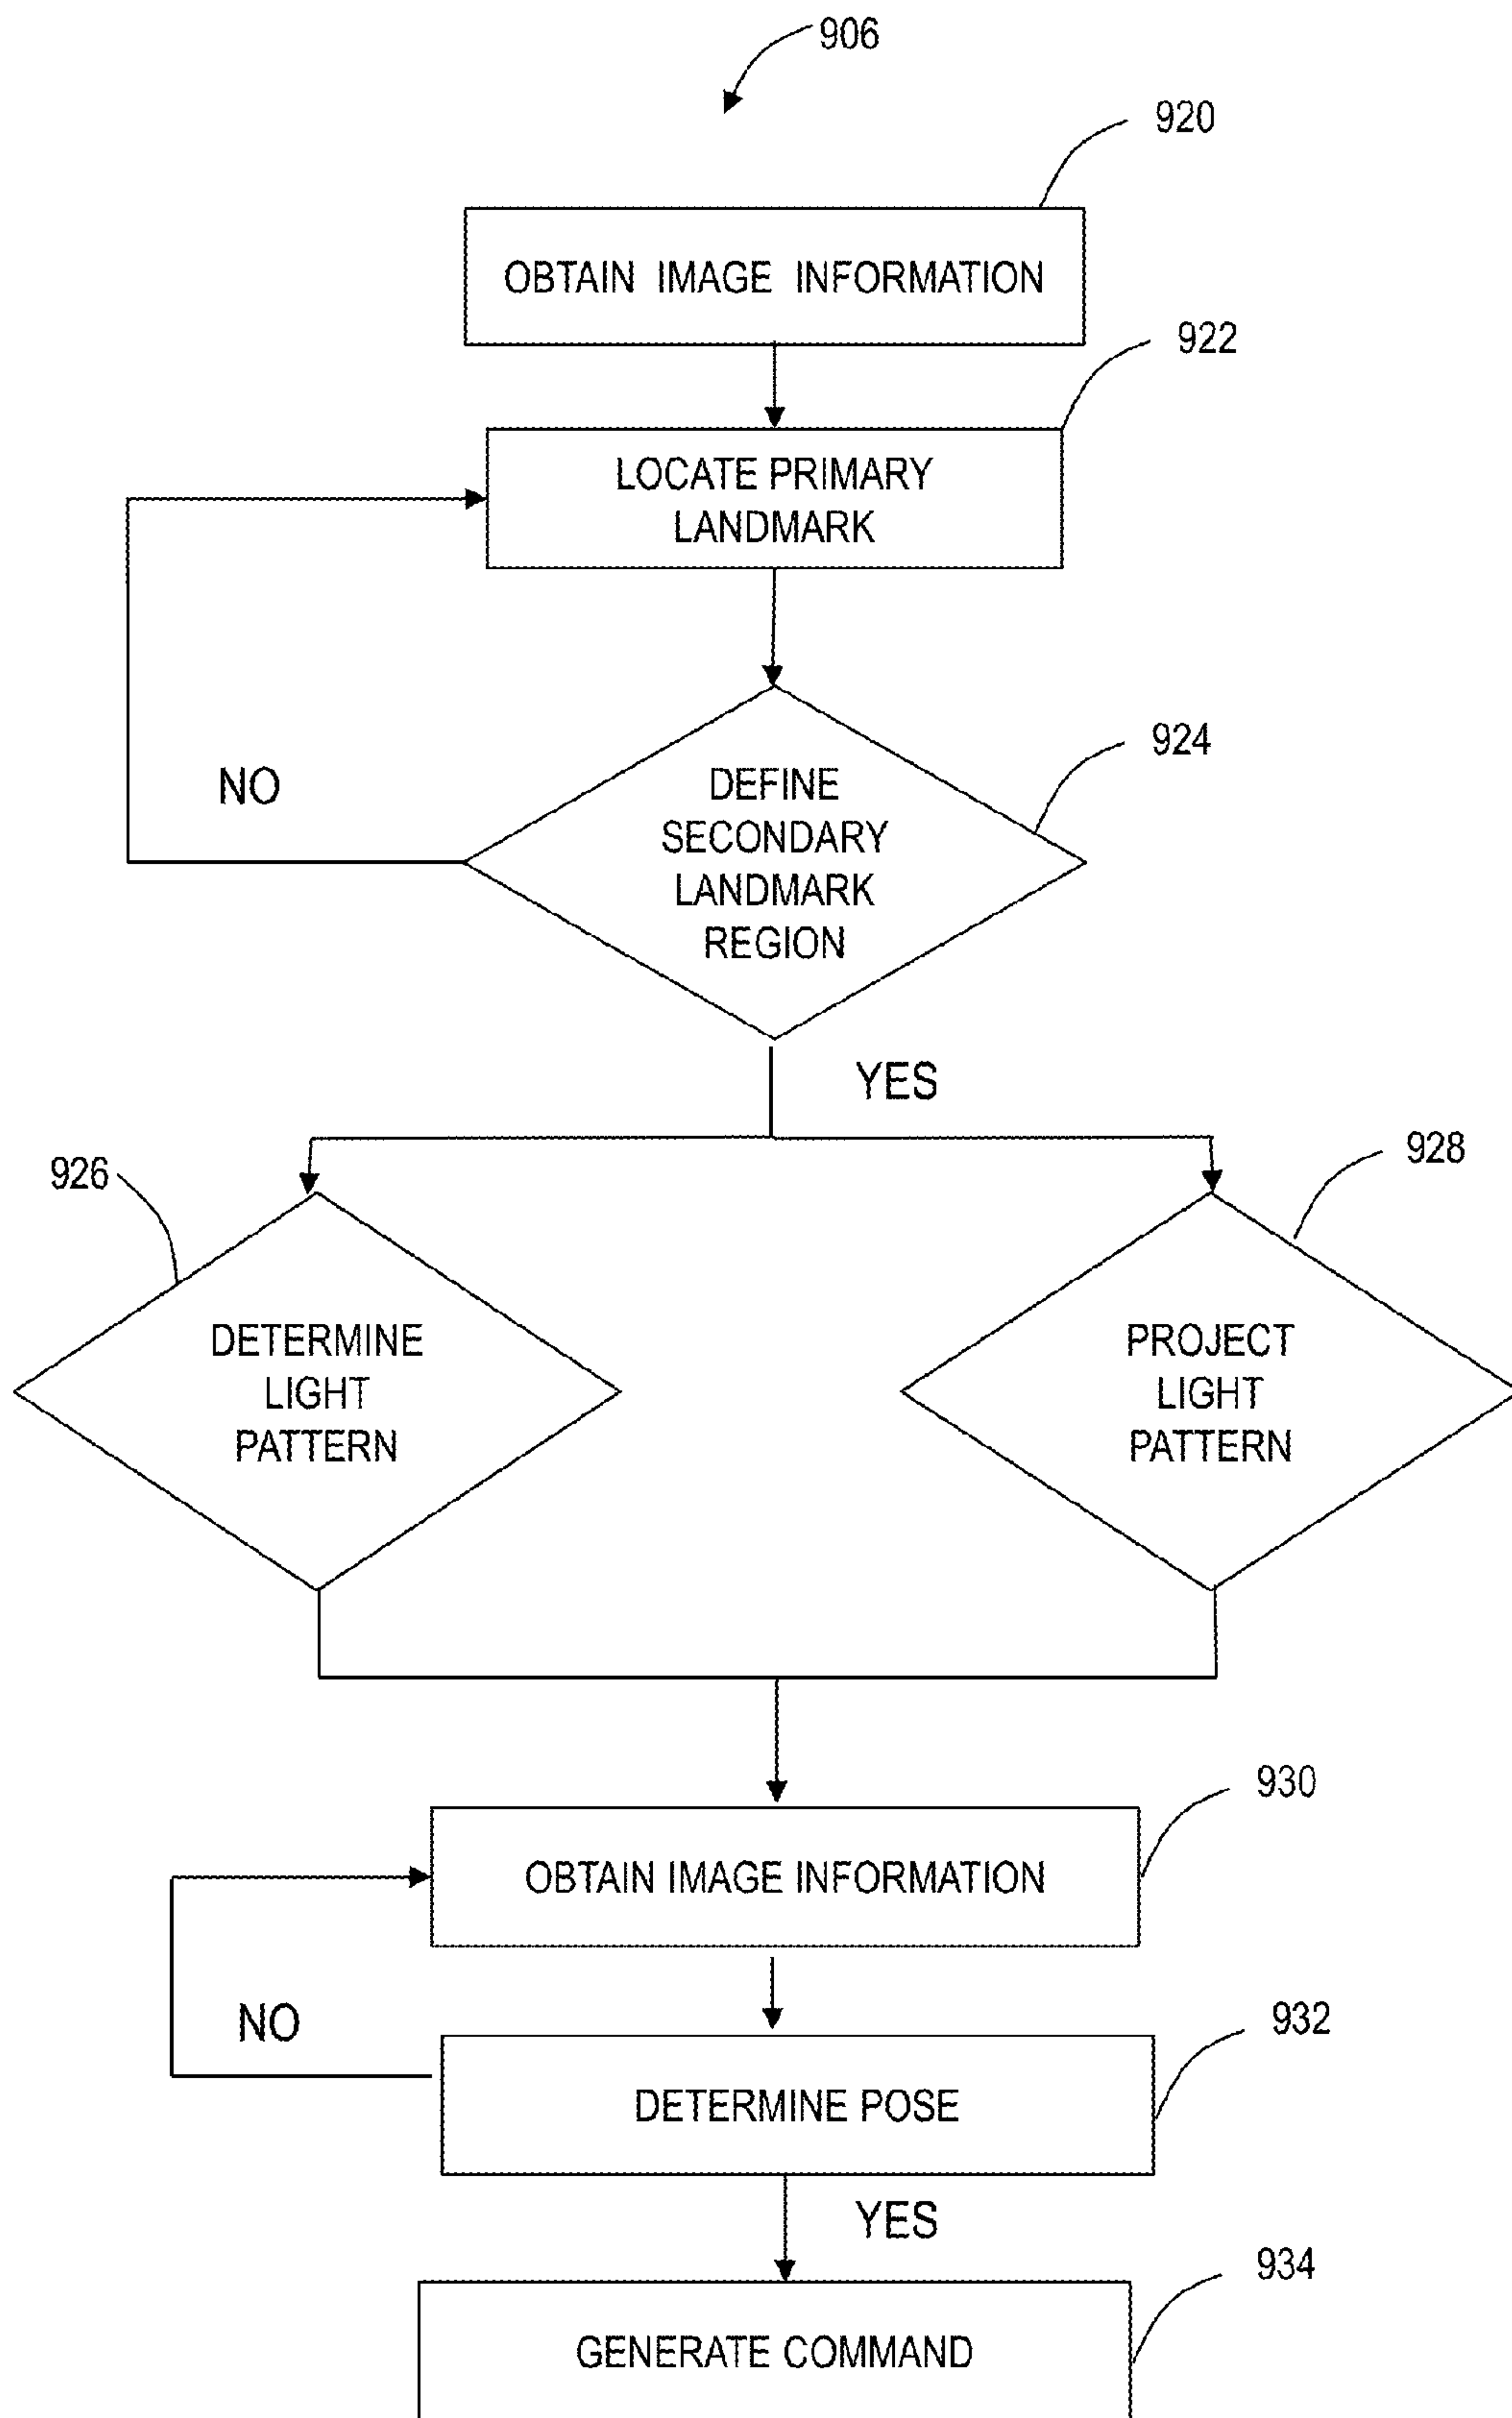 906
920
OBTAIN IMAGE INFORMATION
922
LOCATE PRIMARY
LANDMARK
924
NO
DEFINE
SECONDARY
LANDMARK
REGION
YES
926
928
DETERMINE
LIGHT
PATTERN
PROJECT
LIGHT
PATTERN
930
OBTAIN IMAGE INFORMATION
NO
932
DETERMINE POSE
YES
934
GENERATE COMMAND